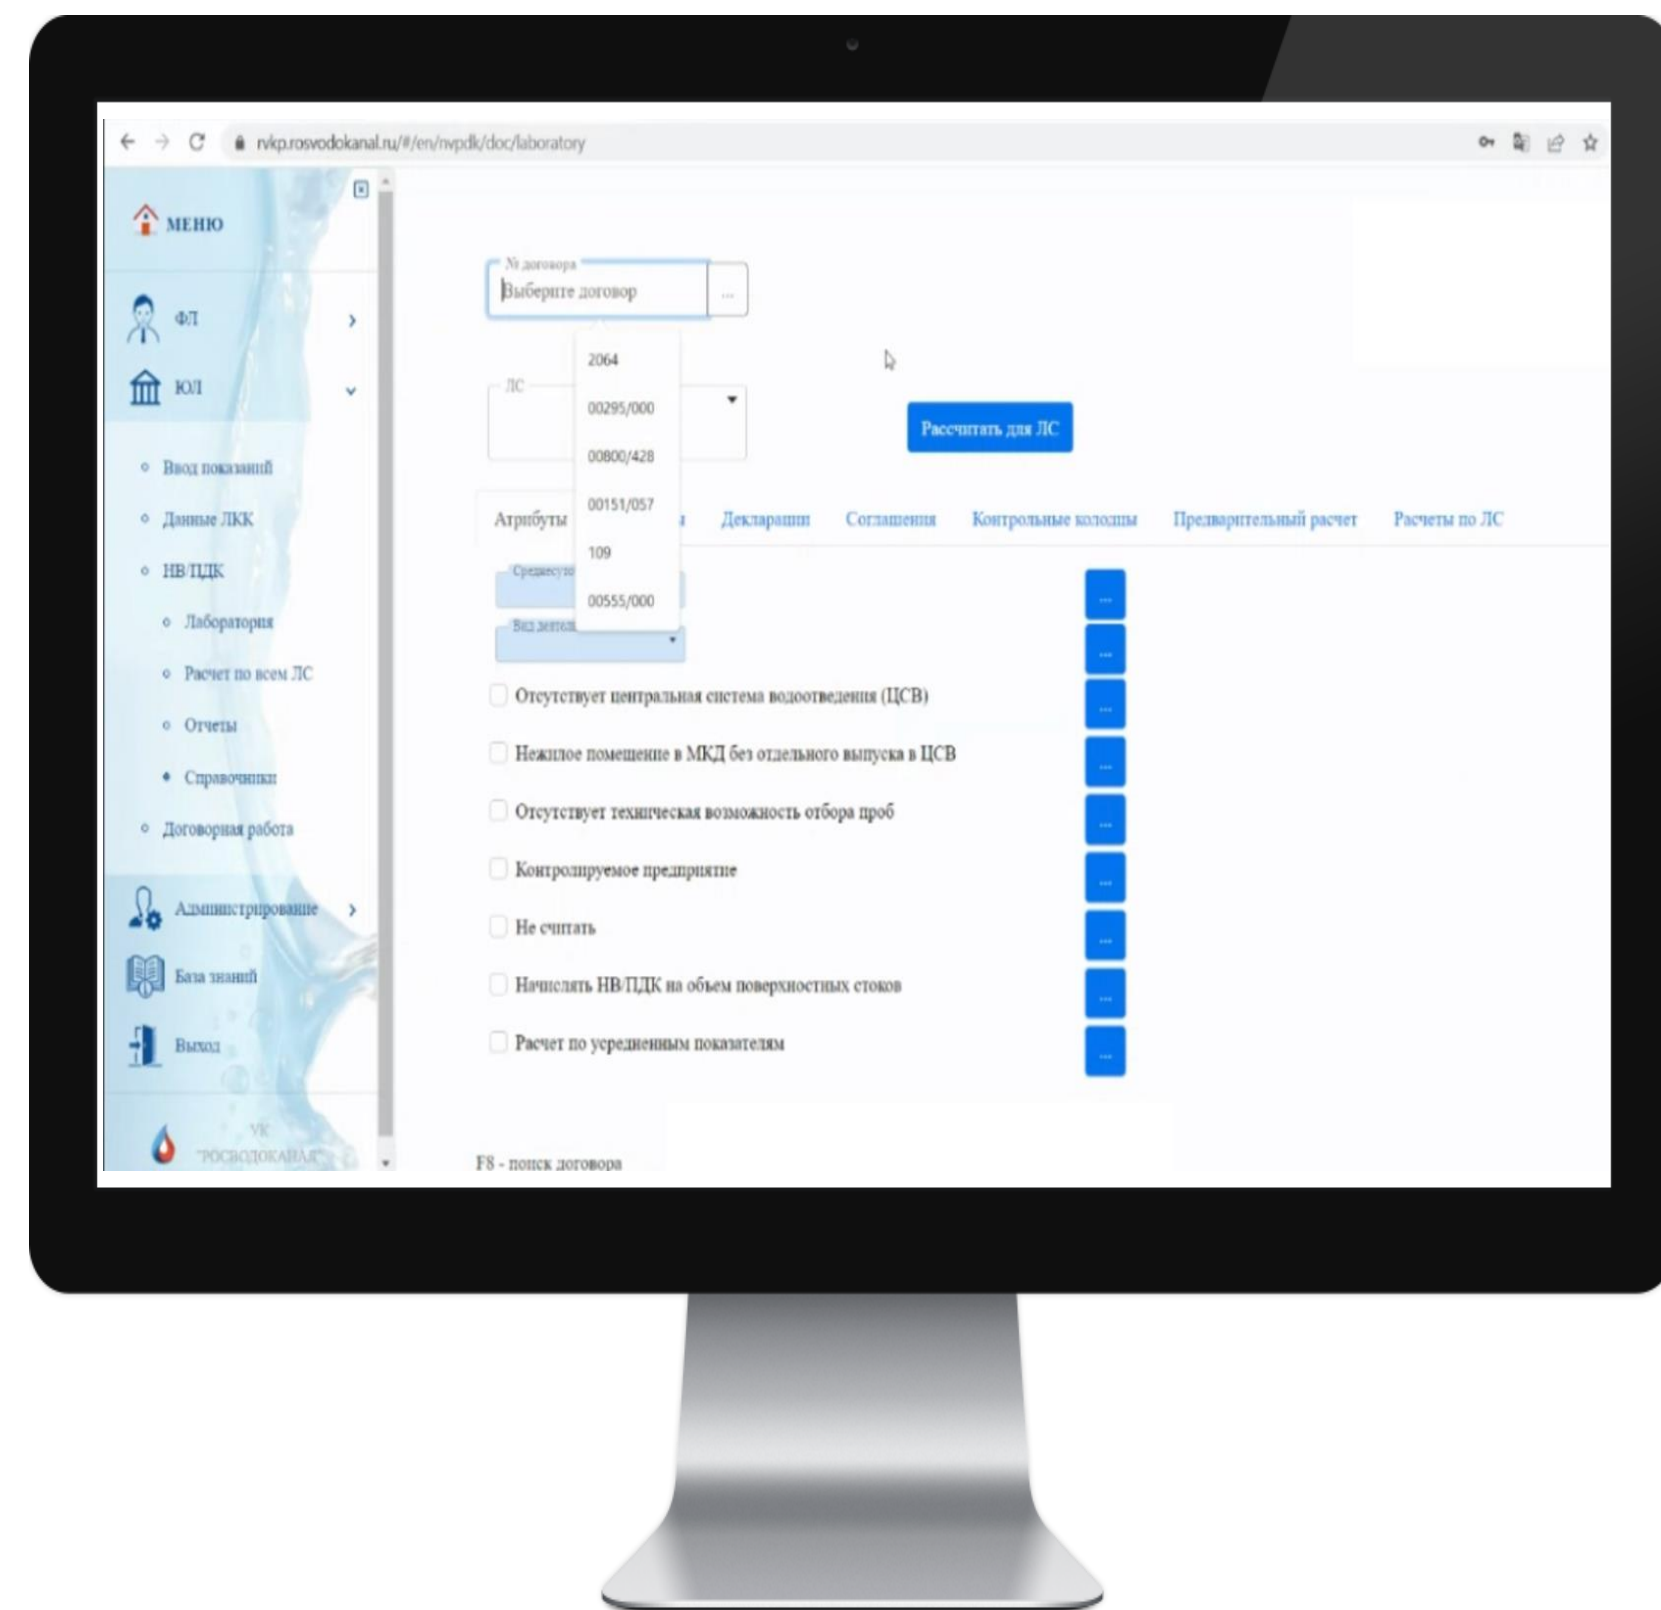 rvkp.rosvodokanal.ru/#/en/nvpdk/doc/laboratory
МЕНЮ
ФЛ
ЮЛ
Ввод показаний
Данные ЛКК
НВ/ПДК
Лаборатория
Расчет по всем ЛС
Отчеты
Справочники
Договорная работа
Администрирование
База знаний
Выход
УК
"РОСВОДОКАНАЛ"
№ договора
Выберите договор
...
2064
00295/000
00800/428
00151/057
109
00555/000
ЛС
Рассчитать для ЛС
Атрибуты Декларации Соглашения Контрольные колодцы Предварительный расчет Расчеты по ЛС
...
Вид
...
Отсутствует центральная система водоотведения (ЦСВ) ...
Нежилое помещение в МКД без отдельного выпуска в ЦСВ ...
Отсутствует техническая возможность отбора проб ...
Контролируемое предприятие ...
Не считать ...
Начислять НВ/ПДК на объем поверхностных стоков ...
Расчет по усредненным показателям ...
F8 - поиск договора